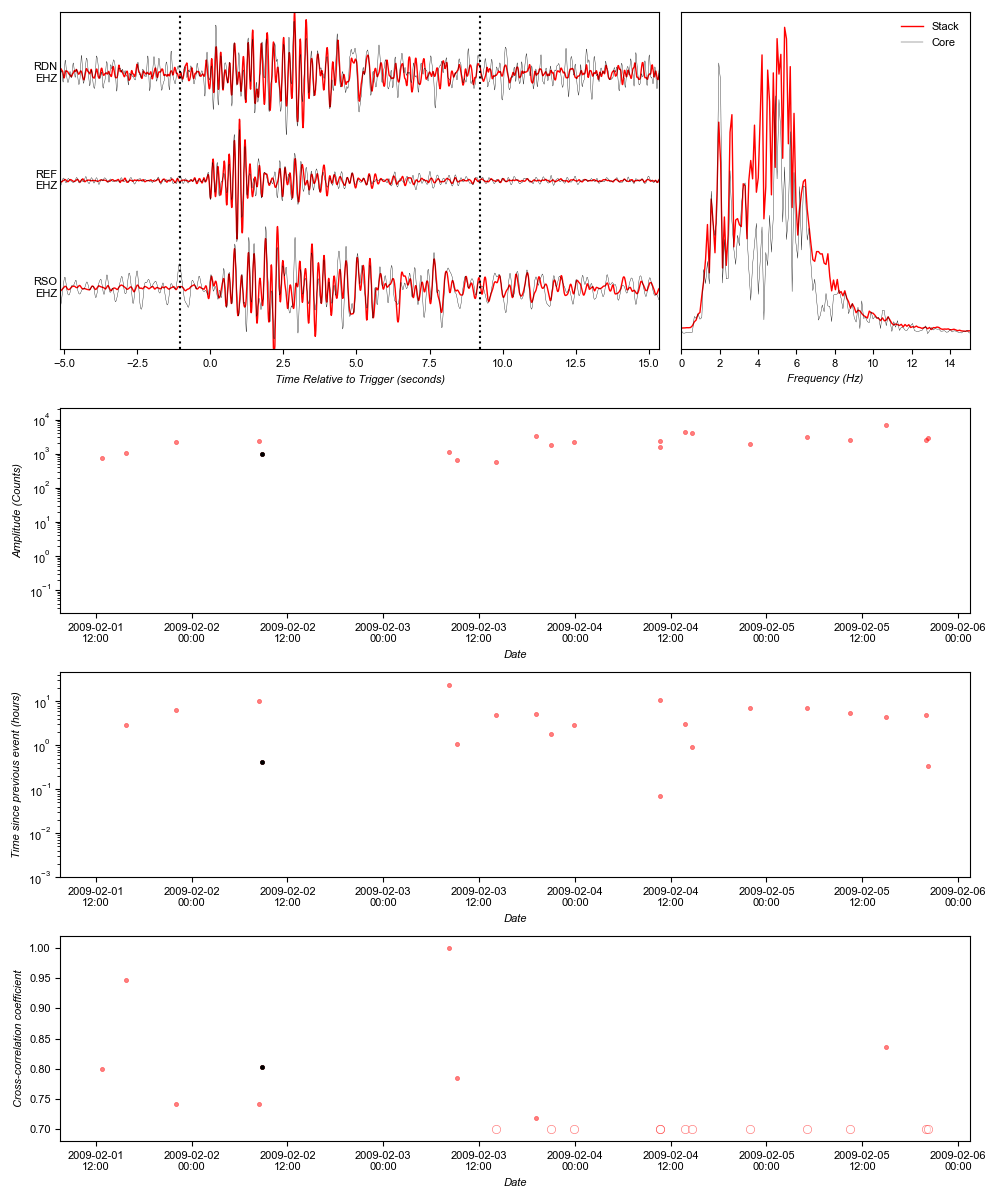 RDN
EHZ
REF
EHZ
RSO
EHZ
−5.0 −2.5 0.0 2.5 5.0 7.5 10.0 12.5 15.0
Time Relative to Trigger (seconds)
Stack
Core
0 2 4 6 8 10 12 14
Frequency (Hz)
Amplitude (Counts)
10⁴
10³
10²
10¹
10⁰
10⁻¹
2009-02-01 2009-02-02 2009-02-02 2009-02-03 2009-02-03 2009-02-04 2009-02-04 2009-02-05 2009-02-05 2009-02-06
12:00 00:00 12:00 00:00 12:00 00:00 12:00 00:00 12:00 00:00
Date
Time since previous event (hours)
10¹
10⁰
10⁻¹
10⁻²
10⁻³
2009-02-01 2009-02-02 2009-02-02 2009-02-03 2009-02-03 2009-02-04 2009-02-04 2009-02-05 2009-02-05 2009-02-06
12:00 00:00 12:00 00:00 12:00 00:00 12:00 00:00 12:00 00:00
Date
Cross-correlation coefficient
1.00
0.95
0.90
0.85
0.80
0.75
0.70
2009-02-01 2009-02-02 2009-02-02 2009-02-03 2009-02-03 2009-02-04 2009-02-04 2009-02-05 2009-02-05 2009-02-06
12:00 00:00 12:00 00:00 12:00 00:00 12:00 00:00 12:00 00:00
Date